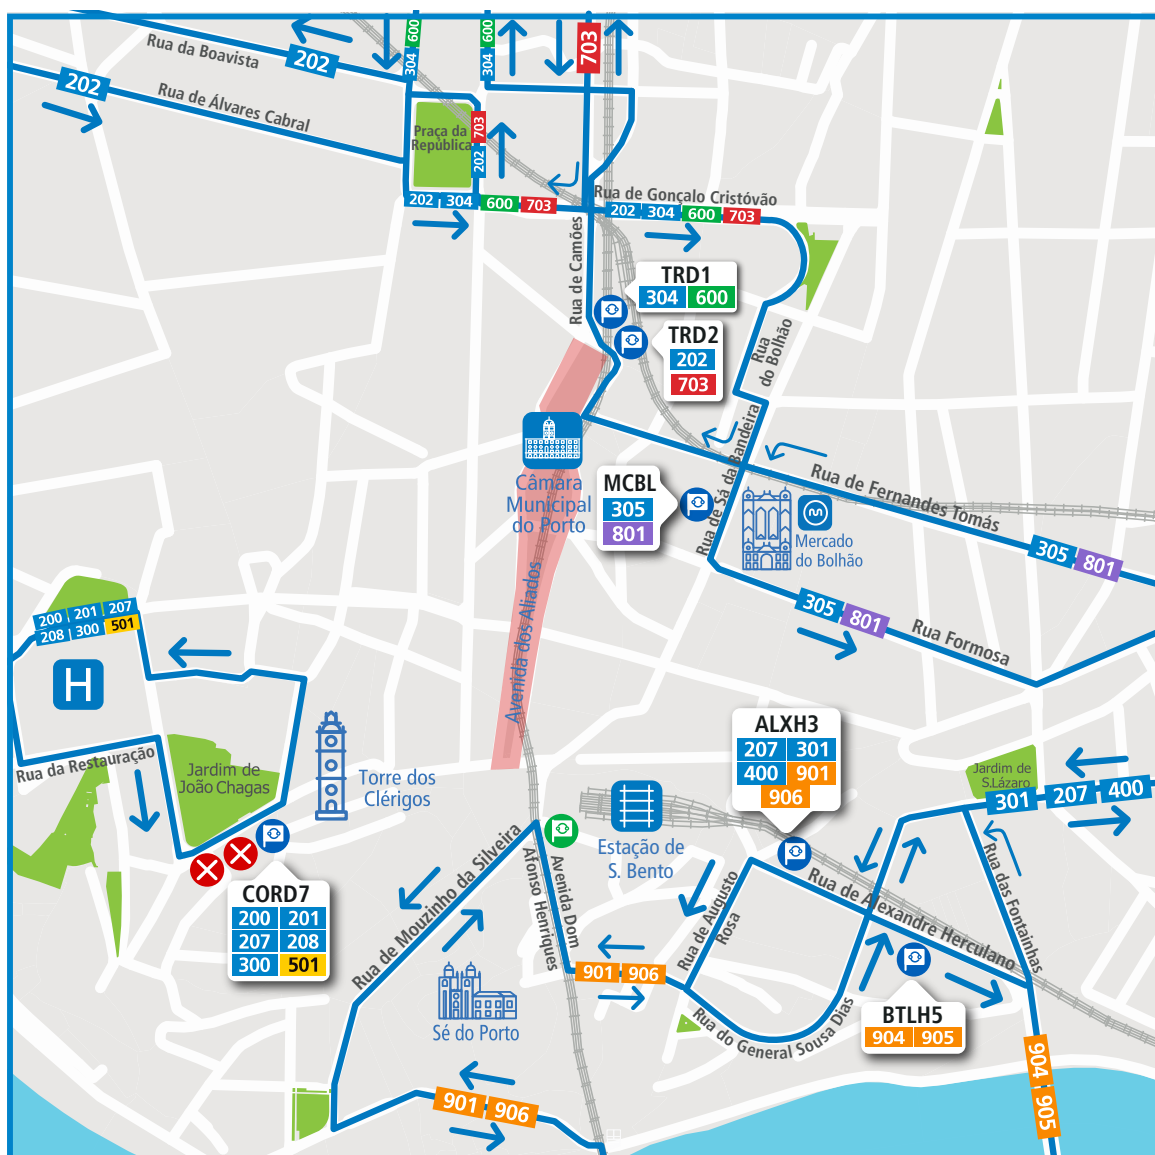 600
600
304
304
703
Rua da Boavista
202
202
Rua de Álvares Cabral
Praça da
República
703
202
202 304 600 703
Rua de Gonçalo Cristóvão
202 304 600 703
Rua de Camões
TRD1
304 600
TRD2
202
703
Rua
do Bolhão
Rua de Sá da Bandeira
Câmara
Municipal
do Porto
MCBL
305
801
Rua de Fernandes Tomás
Mercado
do Bolhão
305 801
305 801
Rua Formosa
Avenida dos Aliados
200 201 207
208 300 501
H
Rua da Restauração
Jardim de
João Chagas
Torre dos
Clérigos
CORD7
200 201
207 208
300 501
ALXH3
207 301
400 901
906
Jardim de
S.Lázaro
301 207 400
Estação de
S. Bento
Rua de Mouzinho da Silveira
Avenida Dom
Afonso Henriques
Rua de Augusto
Rosa
Rua de Alexandre Herculano
Rua das Fontainhas
901 906
Rua do General Sousa Dias
BTLH5
904 905
Sé do Porto
901 906
904 905